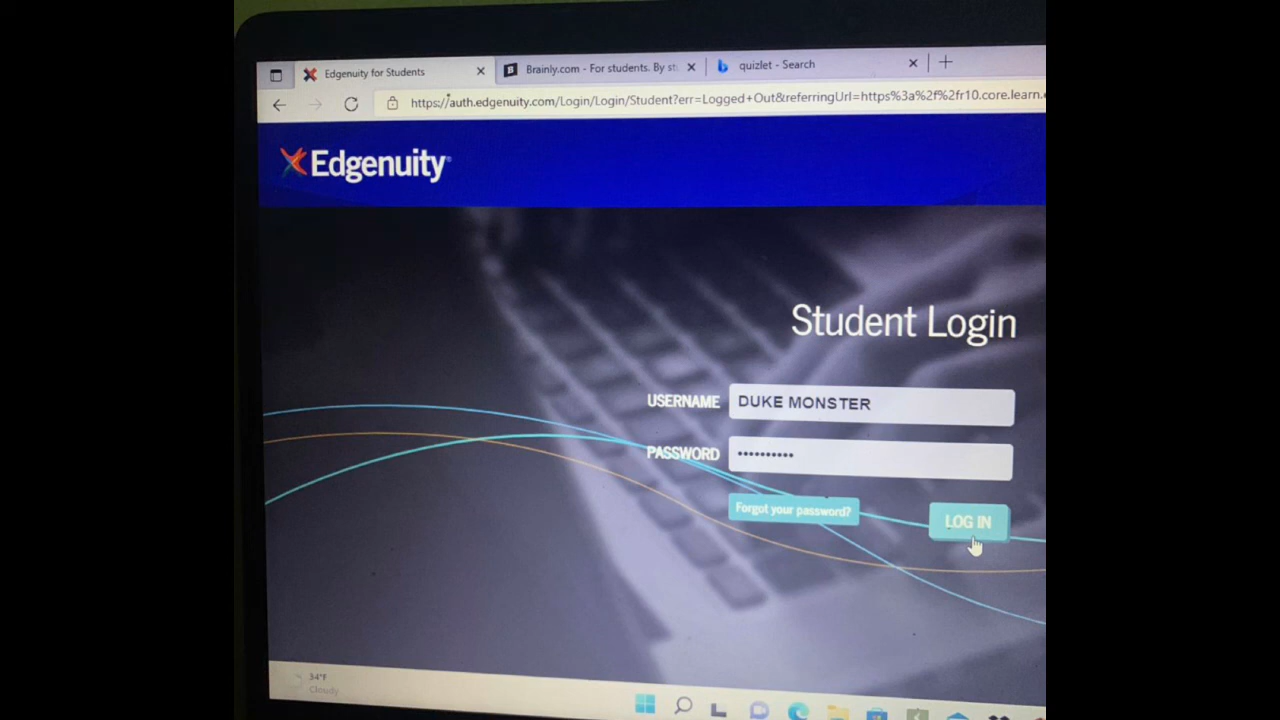 Edgenuity for Students
Brainly.com - For students. By st
quizlet - Search
https://auth.edgenuity.com/Login/Login/Student?err=Logged+Out&referringUrl=https%3a%2f%2fr10.core.learn.
Edgenuity
Student Login
USERNAME DUKE MONSTER
PASSWORD ••••••••••
Forgot your password?
LOG IN
34°F
Cloudy